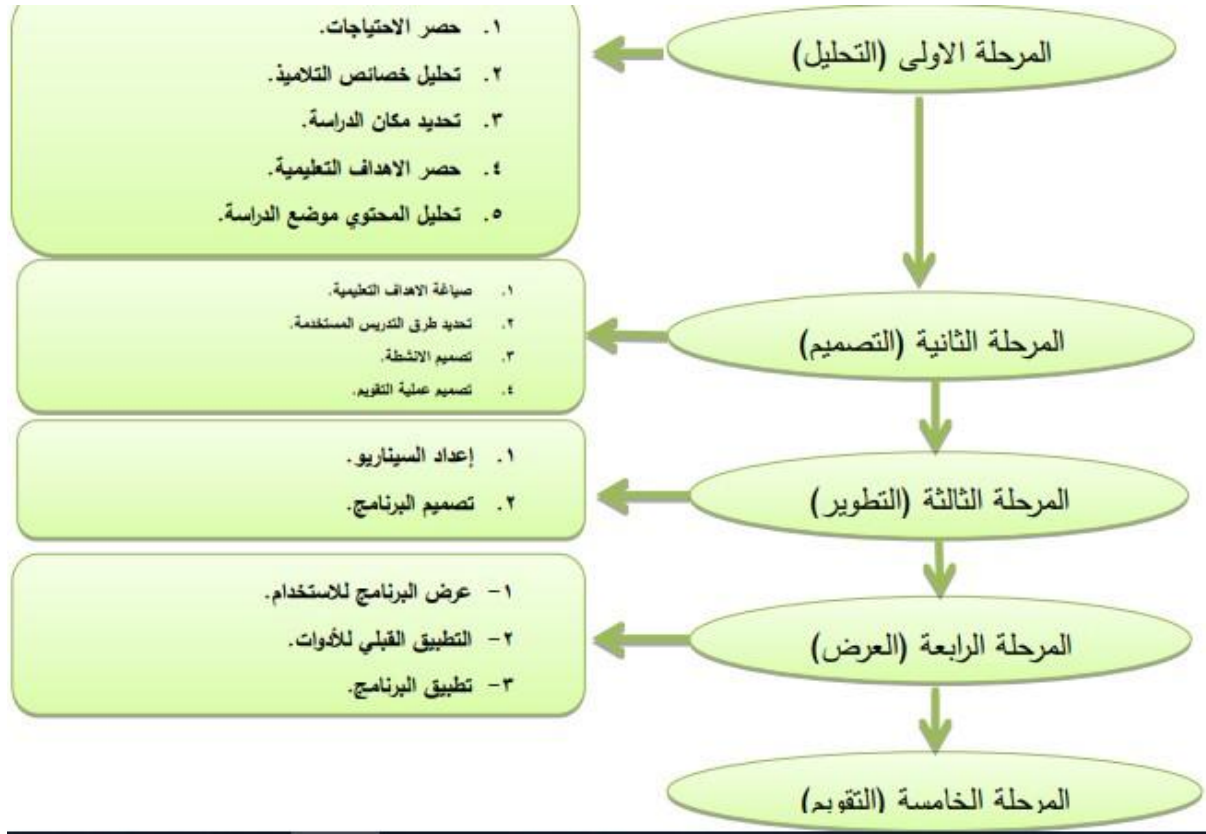 المرحلة الاولى (التحليل)
١. حصر الاحتياجات.
٢. تحليل خصائص التلاميذ.
٣. تحديد مكان الدراسة.
٤. حصر الاهداف التعليمية.
٥. تحليل المحتوي موضع الدراسة.
المرحلة الثانية (التصميم)
١. صياغة الاهداف التعليمية.
٢. تحديد طرق التدريس المستخدمة.
٣. تصميم الانشطة.
٤. تصميم عملية التقويم.
المرحلة الثالثة (التطوير)
١. إعداد السيناريو.
٢. تصميم البرنامج.
المرحلة الرابعة (العرض)
١- عرض البرنامج للاستخدام.
٢- التطبيق القبلي للأدوات.
٣- تطبيق البرنامج.
المرحلة الخامسة (التقويم)